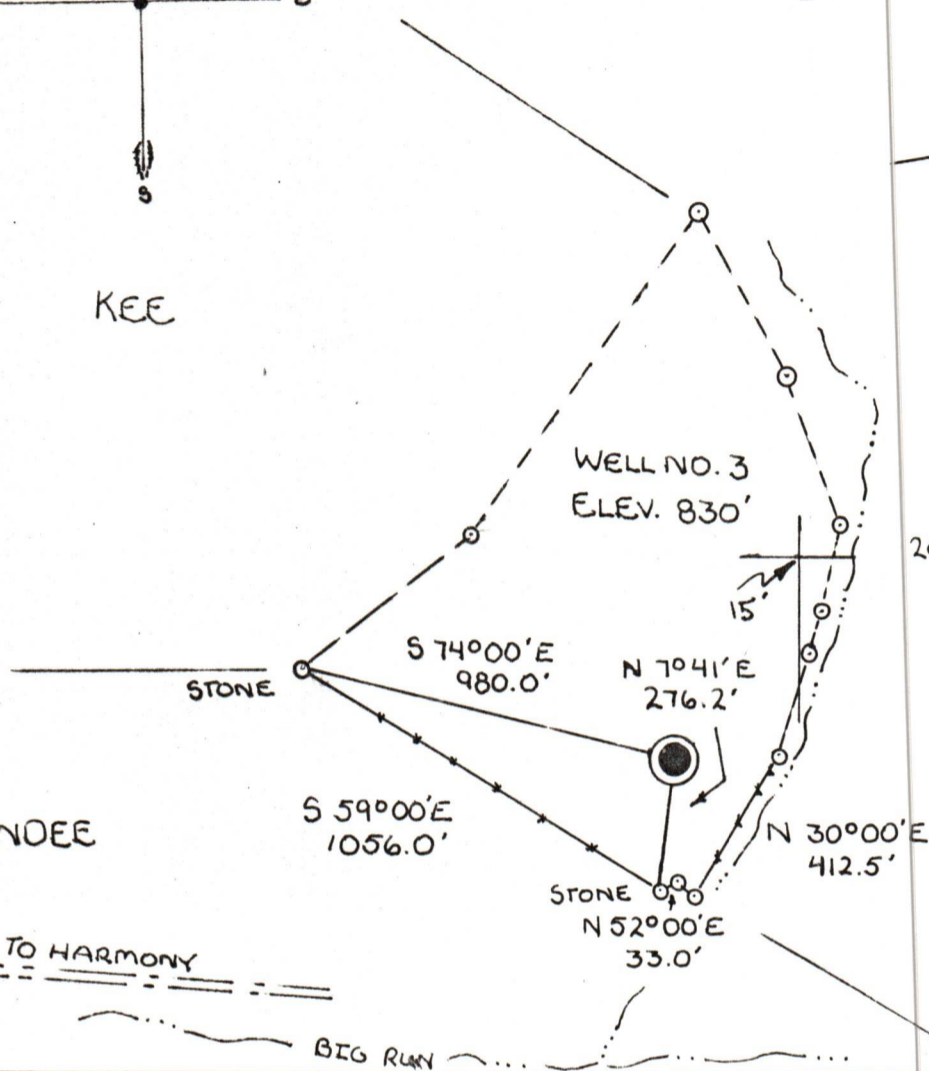 S
KEE
WELL NO. 3
ELEV. 830'
15'
S 74°00'E
980.0'
N 7°41'E
276.2'
STONE
S 59°00'E
1056.0'
NDEE
N 30°00'E
412.5'
STONE
N 52°00'E
33.0'
TO HARMONY
BIG RUN